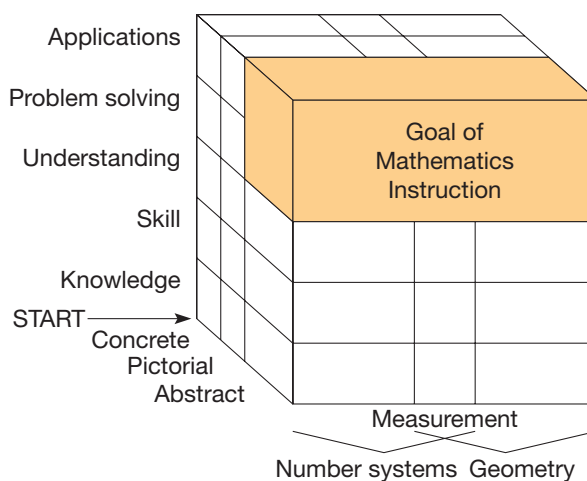 Applications
Problem solving
Understanding
Skill
Knowledge
START
Concrete
Pictorial
Abstract
Goal of
Mathematics
Instruction
Measurement
Number systems Geometry